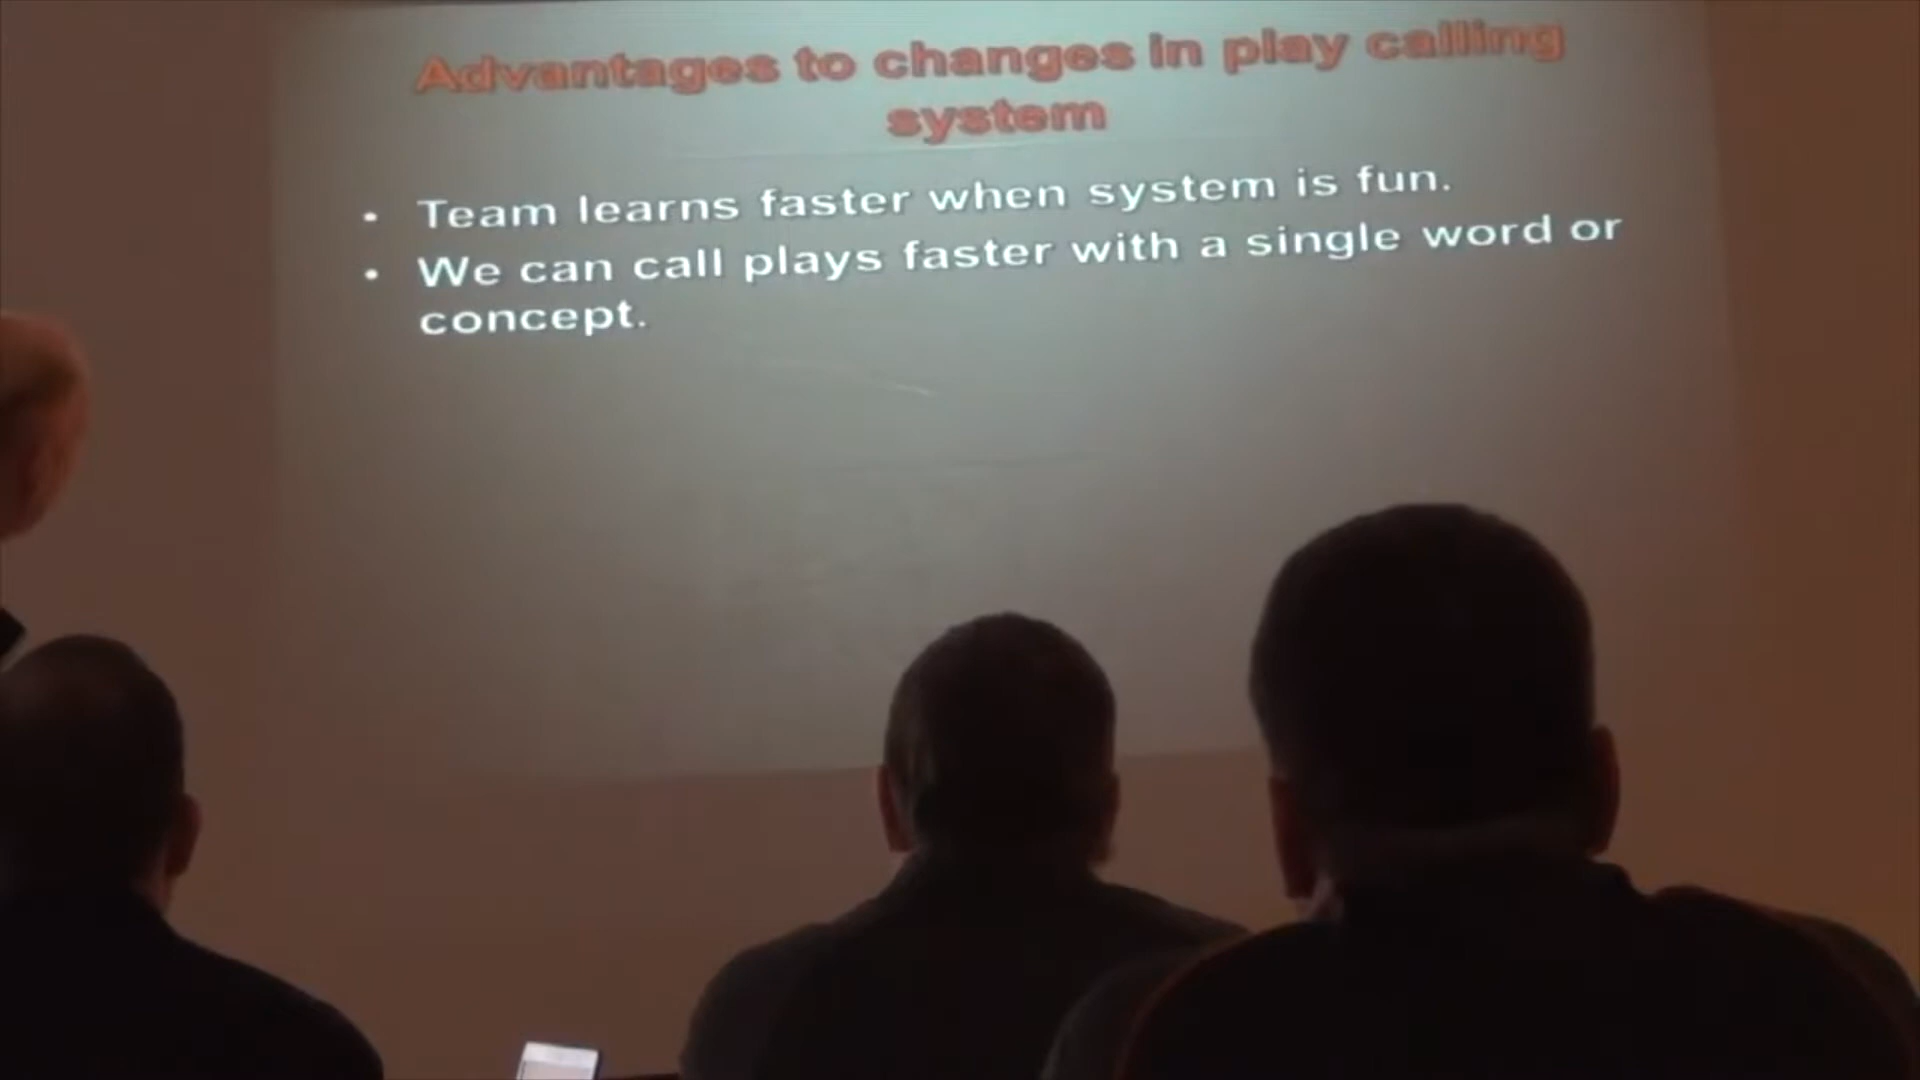 Advantages to changes in play calling
system
• Team learns faster when system is fun.
• We can call plays faster with a single word or
concept.